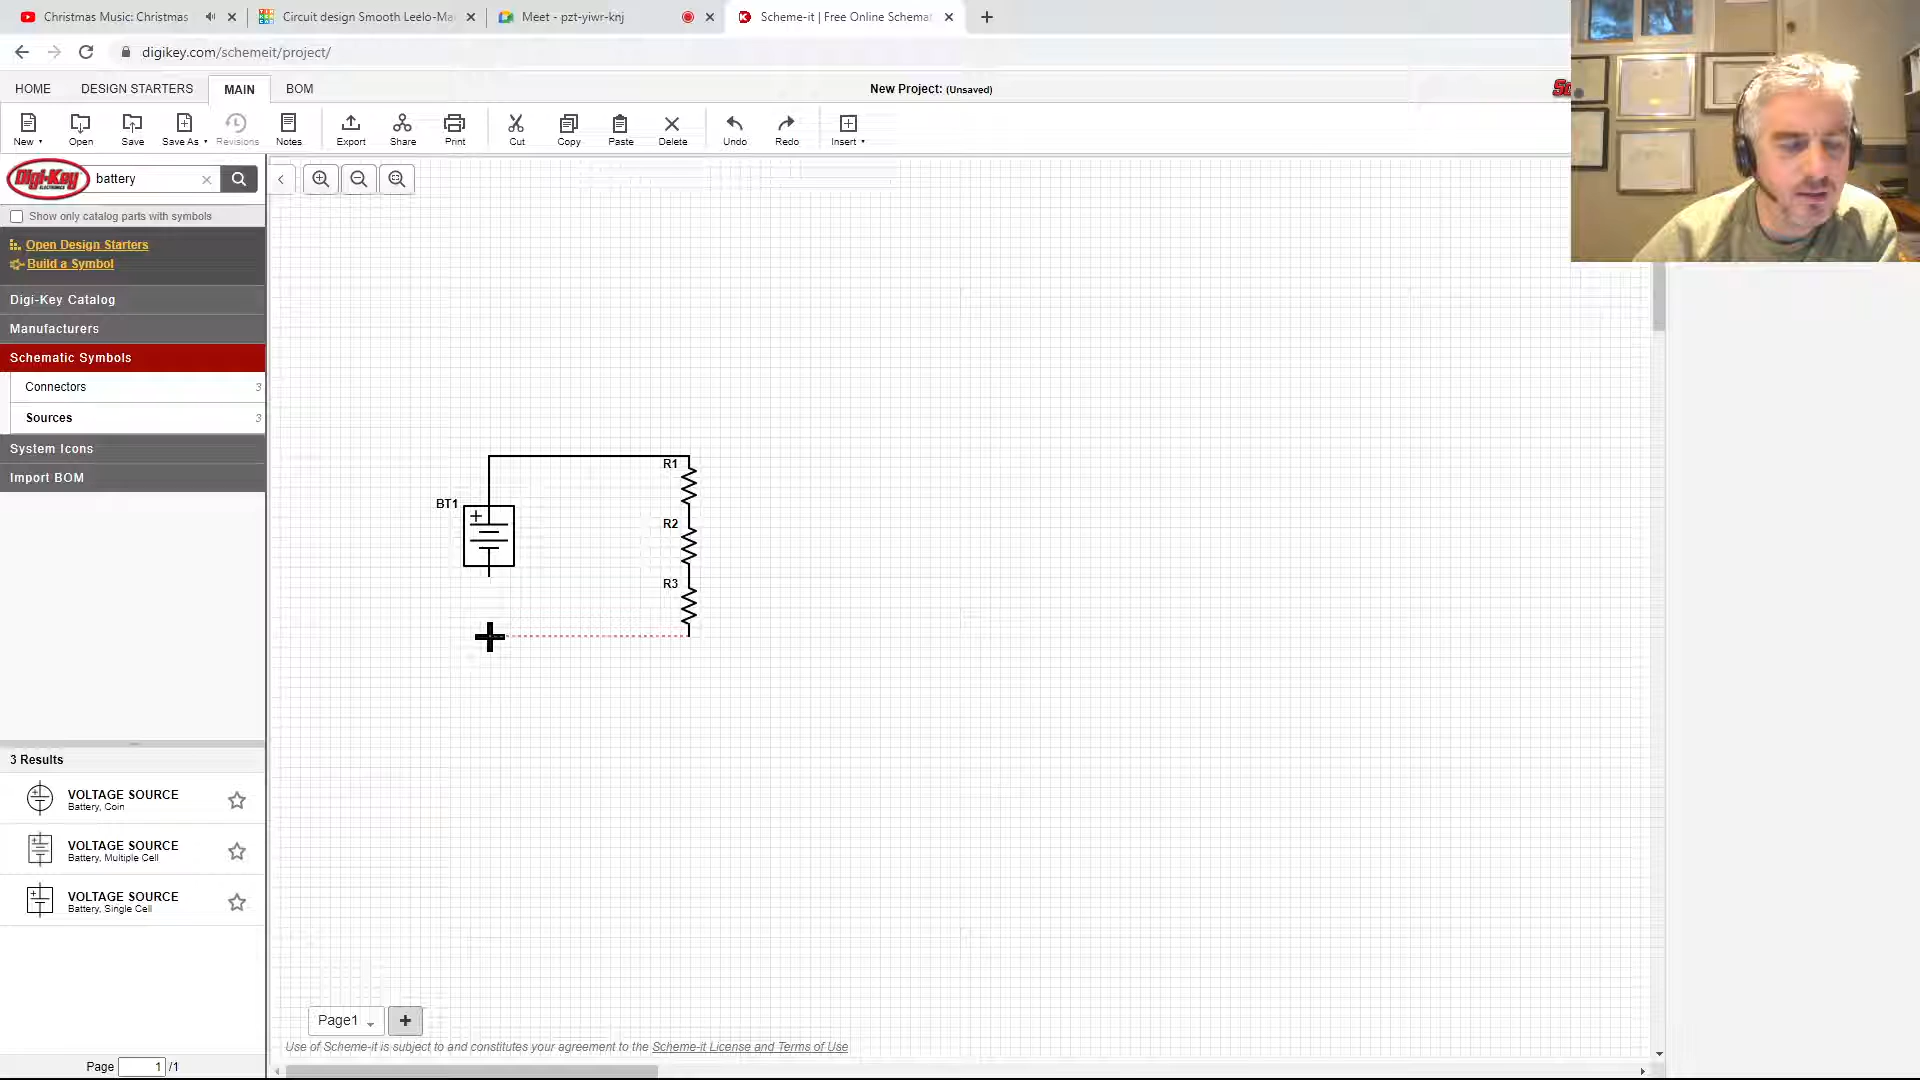 Christmas Music: Christmas
Circuit design Smooth Leelo-Ma
Meet - pzt-yiwr-knj
Scheme-it | Free Online Schemat
digikey.com/schemeit/project/
HOME
DESIGN STARTERS
MAIN
BOM
New Project: (Unsaved)
New
Open
Save
Save As
Revisions
Notes
Export
Share
Print
Cut
Copy
Paste
Delete
Undo
Redo
Insert
Digi-Key
ELECTRONICS
battery
Show only catalog parts with symbols
Open Design Starters
Build a Symbol
Digi-Key Catalog
Manufacturers
Schematic Symbols
Connectors 3
Sources 3
System Icons
Import BOM
R1
BT1
R2
R3
3 Results
VOLTAGE SOURCE
Battery, Coin
VOLTAGE SOURCE
Battery, Multiple Cell
VOLTAGE SOURCE
Battery, Single Cell
Page1
Use of Scheme-it is subject to and constitutes your agreement to the Scheme-it License and Terms of Use
Page 1 /1